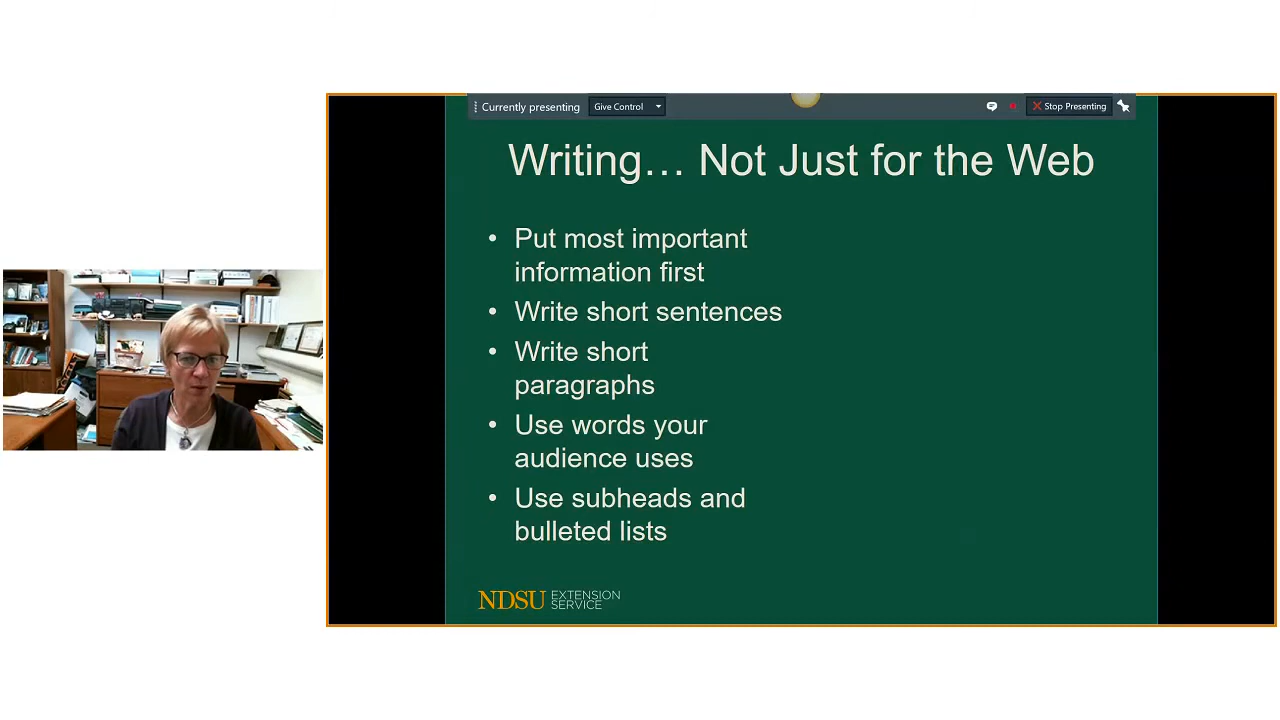 Currently presenting Give Control Stop Presenting
Writing… Not Just for the Web
• Put most important
information first
• Write short sentences
• Write short
paragraphs
• Use words your
audience uses
• Use subheads and
bulleted lists
NDSU EXTENSION
SERVICE